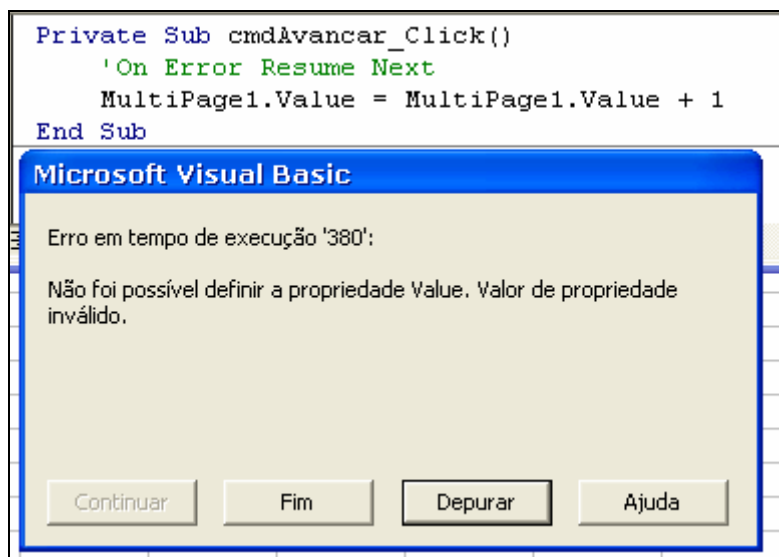 Private Sub cmdAvancar_Click()
'On Error Resume Next
MultiPage1.Value = MultiPage1.Value + 1
End Sub
Microsoft Visual Basic
Erro em tempo de execução '380':
Não foi possível definir a propriedade Value. Valor de propriedade
inválido.
Continuar Fim Depurar Ajuda